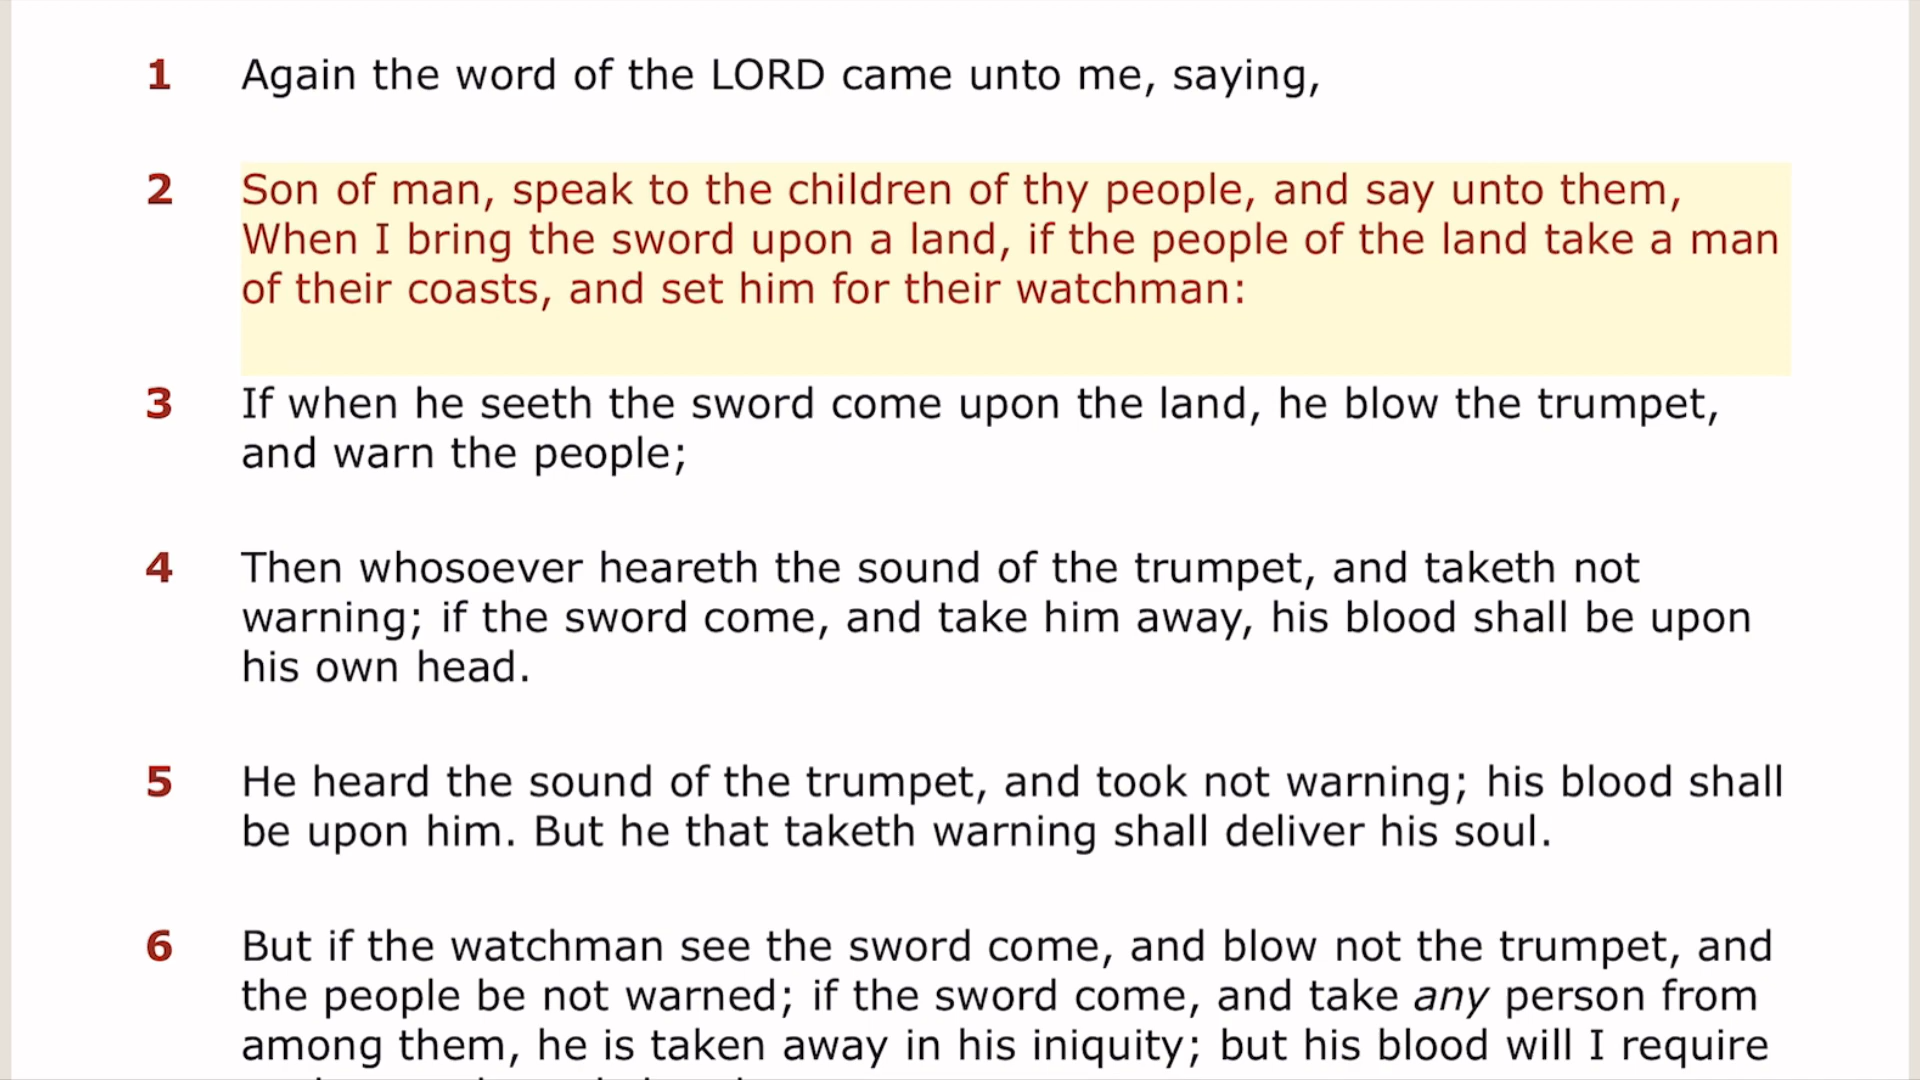 1 Again the word of the LORD came unto me, saying,
2 Son of man, speak to the children of thy people, and say unto them,
When I bring the sword upon a land, if the people of the land take a man
of their coasts, and set him for their watchman:
3 If when he seeth the sword come upon the land, he blow the trumpet,
and warn the people;
4 Then whosoever heareth the sound of the trumpet, and taketh not
warning; if the sword come, and take him away, his blood shall be upon
his own head.
5 He heard the sound of the trumpet, and took not warning; his blood shall
be upon him. But he that taketh warning shall deliver his soul.
6 But if the watchman see the sword come, and blow not the trumpet, and
the people be not warned; if the sword come, and take any person from
among them, he is taken away in his iniquity; but his blood will I require